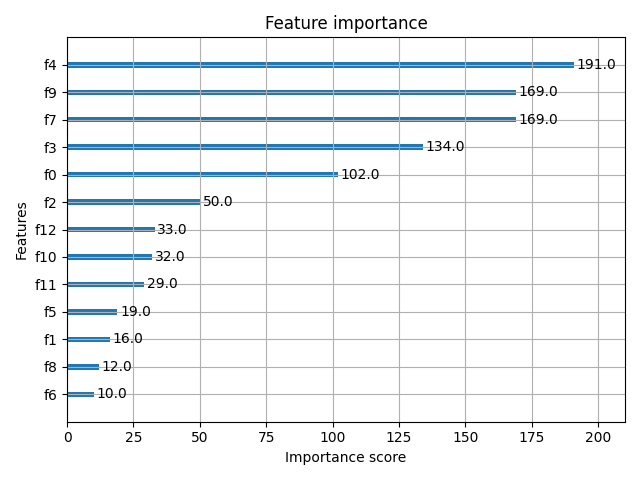 Feature importance
Features
f4 191.0
f9 169.0
f7 169.0
f3 134.0
f0 102.0
f2 50.0
f12 33.0
f10 32.0
f11 29.0
f5 19.0
f1 16.0
f8 12.0
f6 10.0
0 25 50 75 100 125 150 175 200
Importance score